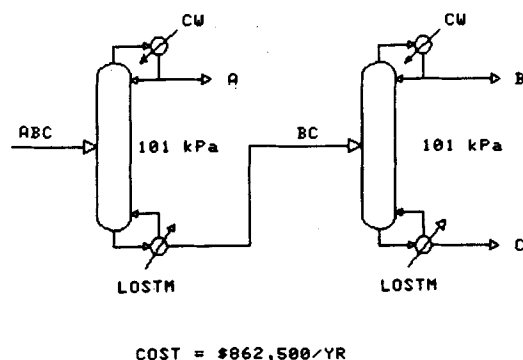 CW
CW
A
B
ABC
BC
101 kPa
101 kPa
C
LOSTM
LOSTM
COST = $862,500/YR